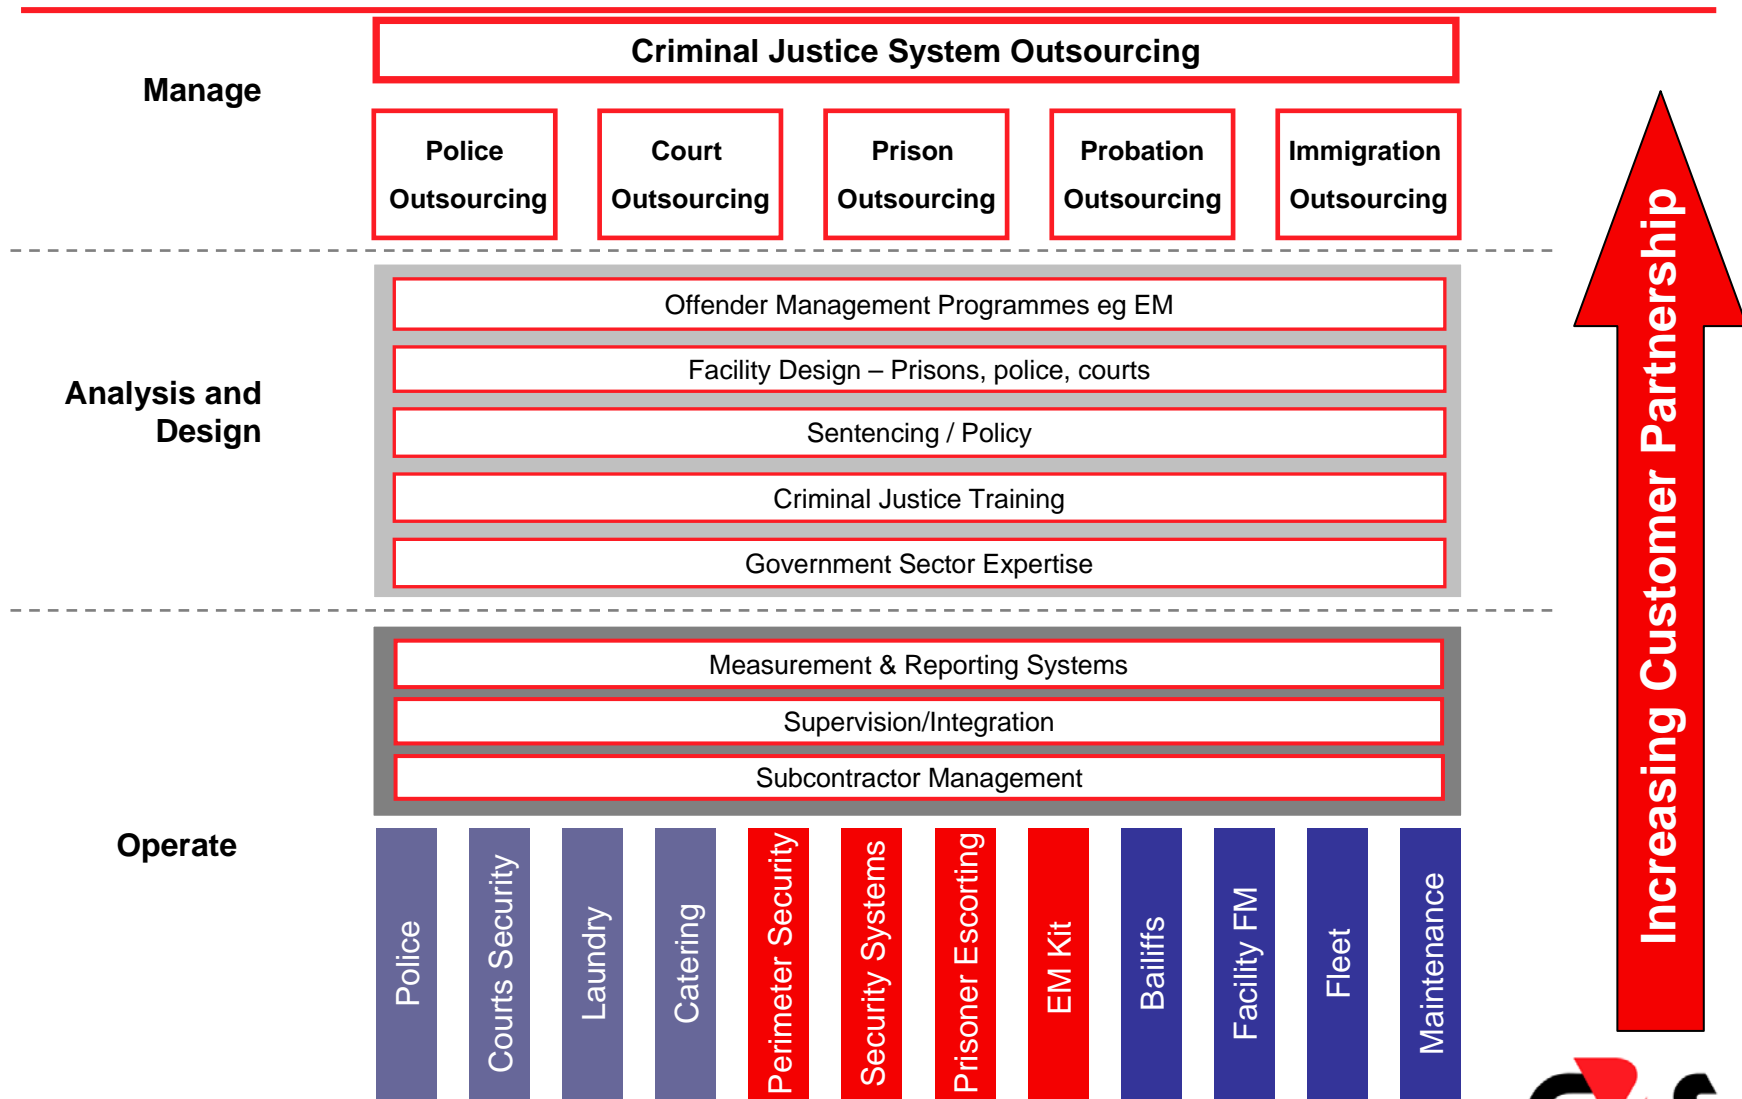 Criminal Justice System Outsourcing
Manage
Police
Outsourcing
Court
Outsourcing
Prison
Outsourcing
Probation
Outsourcing
Immigration
Outsourcing
Offender Management Programmes eg EM
Facility Design – Prisons, police, courts
Analysis and
Design
Sentencing / Policy
Criminal Justice Training
Government Sector Expertise
Measurement & Reporting Systems
Supervision/Integration
Subcontractor Management
Operate
Police
Courts Security
Laundry
Catering
Perimeter Security
Security Systems
Prisoner Escorting
EM Kit
Bailiffs
Facility FM
Fleet
Maintenance
Increasing Customer Partnership